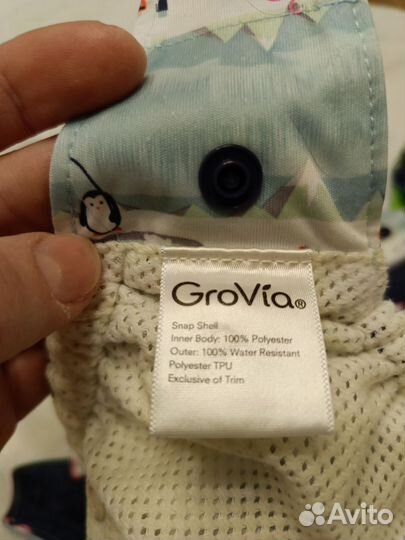 GroVia®
Snap Shell
Inner Body: 100% Polyester
Outer: 100% Water Resistant
Polyester TPU
Exclusive of Trim
Avito